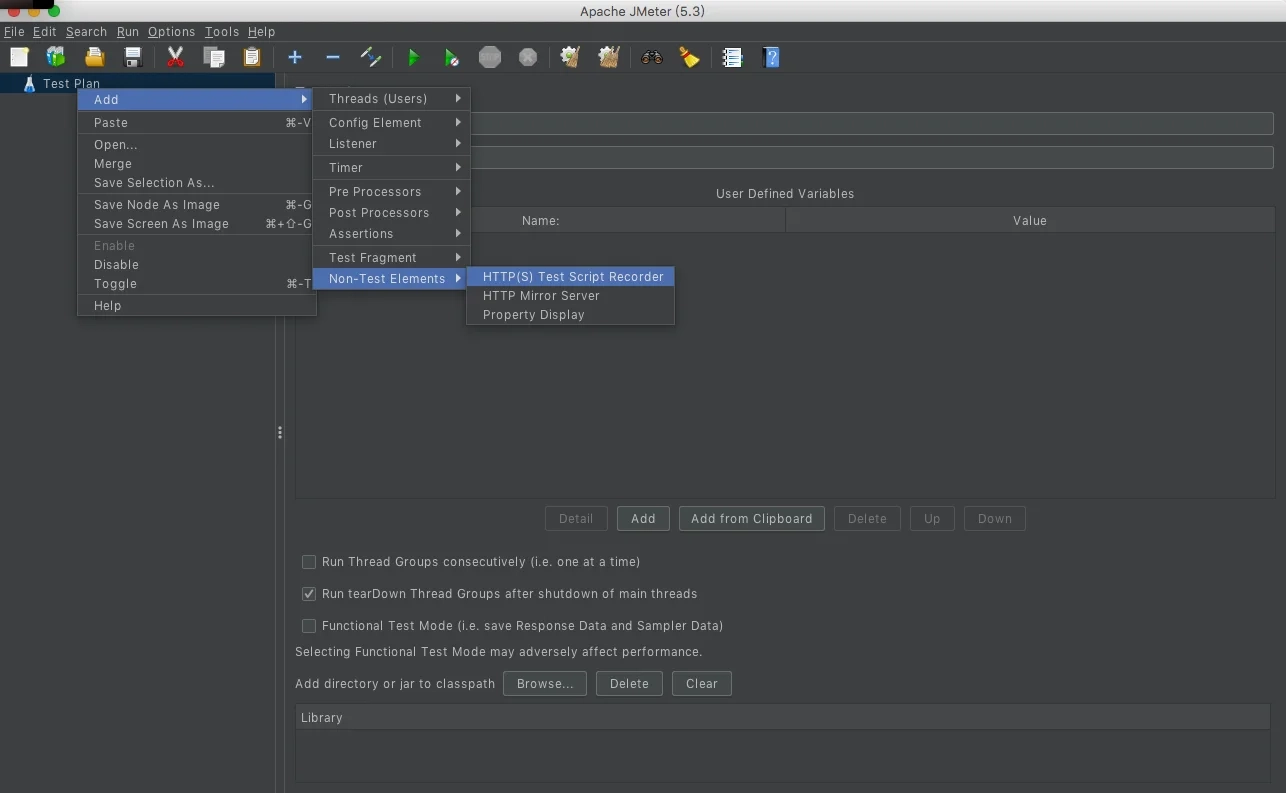 Apache JMeter (5.3)
File Edit Search Run Options Tools Help
STOP
Test Plan
Add
Paste ⌘-V
Open...
Merge
Save Selection As...
Save Node As Image ⌘-G
Save Screen As Image ⌘+⇧-G
Enable
Disable
Toggle ⌘-T
Help
Threads (Users)
Config Element
Listener
Timer
Pre Processors
Post Processors
Assertions
Test Fragment
Non-Test Elements
HTTP(S) Test Script Recorder
HTTP Mirror Server
Property Display
User Defined Variables
Name: Value
Detail Add Add from Clipboard Delete Up Down
Run Thread Groups consecutively (i.e. one at a time)
Run tearDown Thread Groups after shutdown of main threads
Functional Test Mode (i.e. save Response Data and Sampler Data)
Selecting Functional Test Mode may adversely affect performance.
Add directory or jar to classpath Browse... Delete Clear
Library